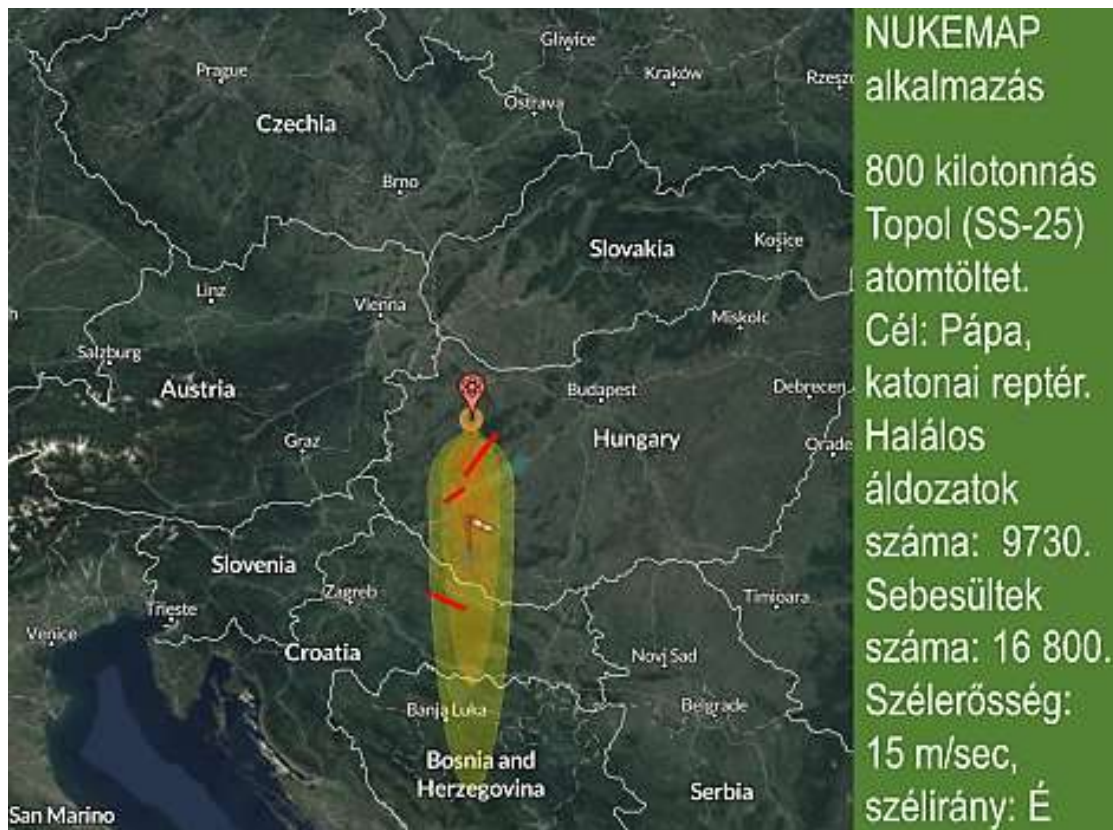 Gliwice
Prague
Kraków
Ostrava
Czechia
Brno
Slovakia
Košice
Linz
Vienna
Miskolc
Salzburg
Austria
Budapest
Debrecen
Graz
Hungary
Slovenia
Zagreb
Trieste
Timișoara
Venice
Croatia
Novi Sad
Banja Luka
Belgrade
Bosnia and
Herzegovina
Serbia
San Marino
NUKEMAP
alkalmazás
800 kilotonnás
Topol (SS-25)
atomtöltet.
Cél: Pápa,
katonai reptér.
Halálos
áldozatok
száma: 9730.
Sebesültek
száma: 16 800.
Szélerősség:
15 m/sec,
szélirány: É